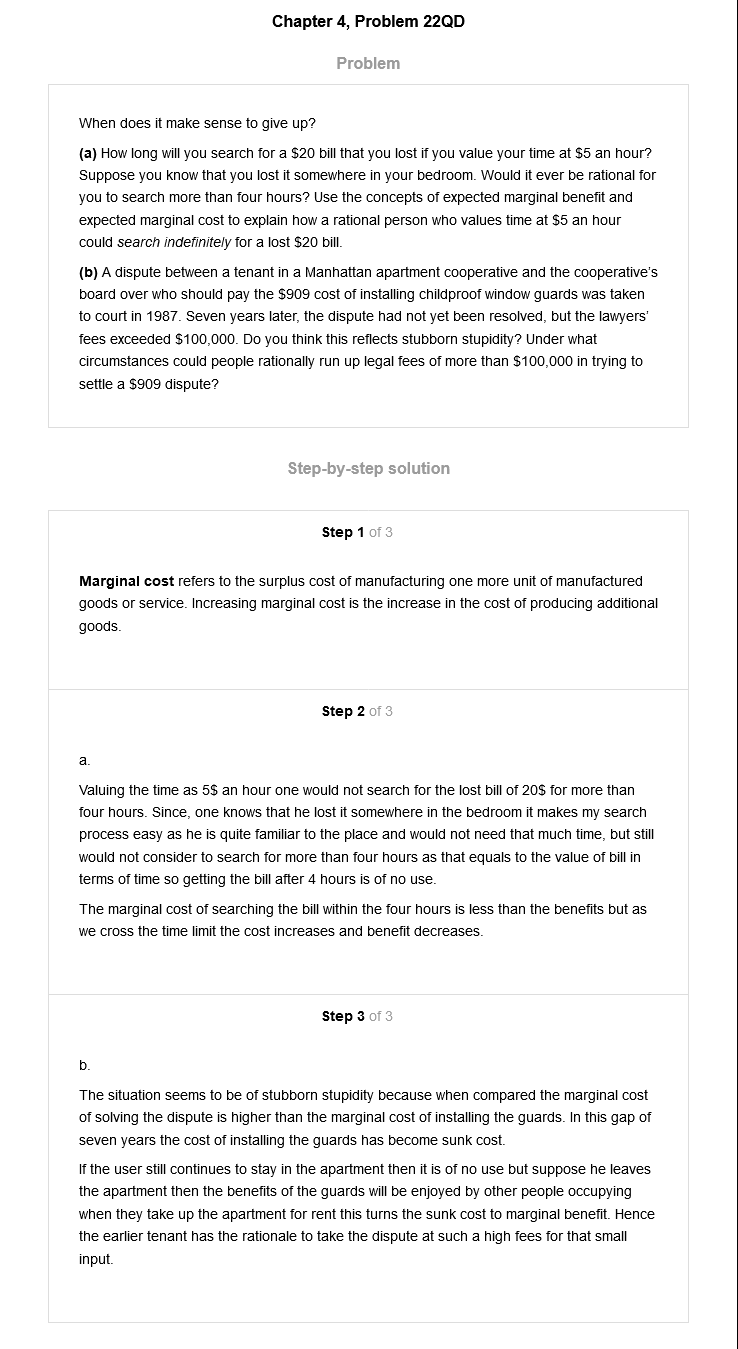 Chapter 4, Problem 22QD
Problem
When does it make sense to give up?
(a) How long will you search for a $20 bill that you lost if you value your time at $5 an hour?
Suppose you know that you lost it somewhere in your bedroom. Would it ever be rational for
you to search more than four hours? Use the concepts of expected marginal benefit and
expected marginal cost to explain how a rational person who values time at $5 an hour
could search indefinitely for a lost $20 bill.
(b) A dispute between a tenant in a Manhattan apartment cooperative and the cooperative's
board over who should pay the $909 cost of installing childproof window guards was taken
to court in 1987. Seven years later, the dispute had not yet been resolved, but the lawyers'
fees exceeded $100,000. Do you think this reflects stubborn stupidity? Under what
circumstances could people rationally run up legal fees of more than $100,000 in trying to
settle a $909 dispute?
Step-by-step solution
Step 1 of 3
Marginal cost refers to the surplus cost of manufacturing one more unit of manufactured
goods or service. Increasing marginal cost is the increase in the cost of producing additional
goods.
Step 2 of 3
a.
Valuing the time as 5$ an hour one would not search for the lost bill of 20$ for more than
four hours. Since, one knows that he lost it somewhere in the bedroom it makes my search
process easy as he is quite familiar to the place and would not need that much time, but still
would not consider to search for more than four hours as that equals to the value of bill in
terms of time so getting the bill after 4 hours is of no use.
The marginal cost of searching the bill within the four hours is less than the benefits but as
we cross the time limit the cost increases and benefit decreases.
Step 3 of 3
b.
The situation seems to be of stubborn stupidity because when compared the marginal cost
of solving the dispute is higher than the marginal cost of installing the guards. In this gap of
seven years the cost of installing the guards has become sunk cost.
If the user still continues to stay in the apartment then it is of no use but suppose he leaves
the apartment then the benefits of the guards will be enjoyed by other people occupying
when they take up the apartment for rent this turns the sunk cost to marginal benefit. Hence
the earlier tenant has the rationale to take the dispute at such a high fees for that small
input.